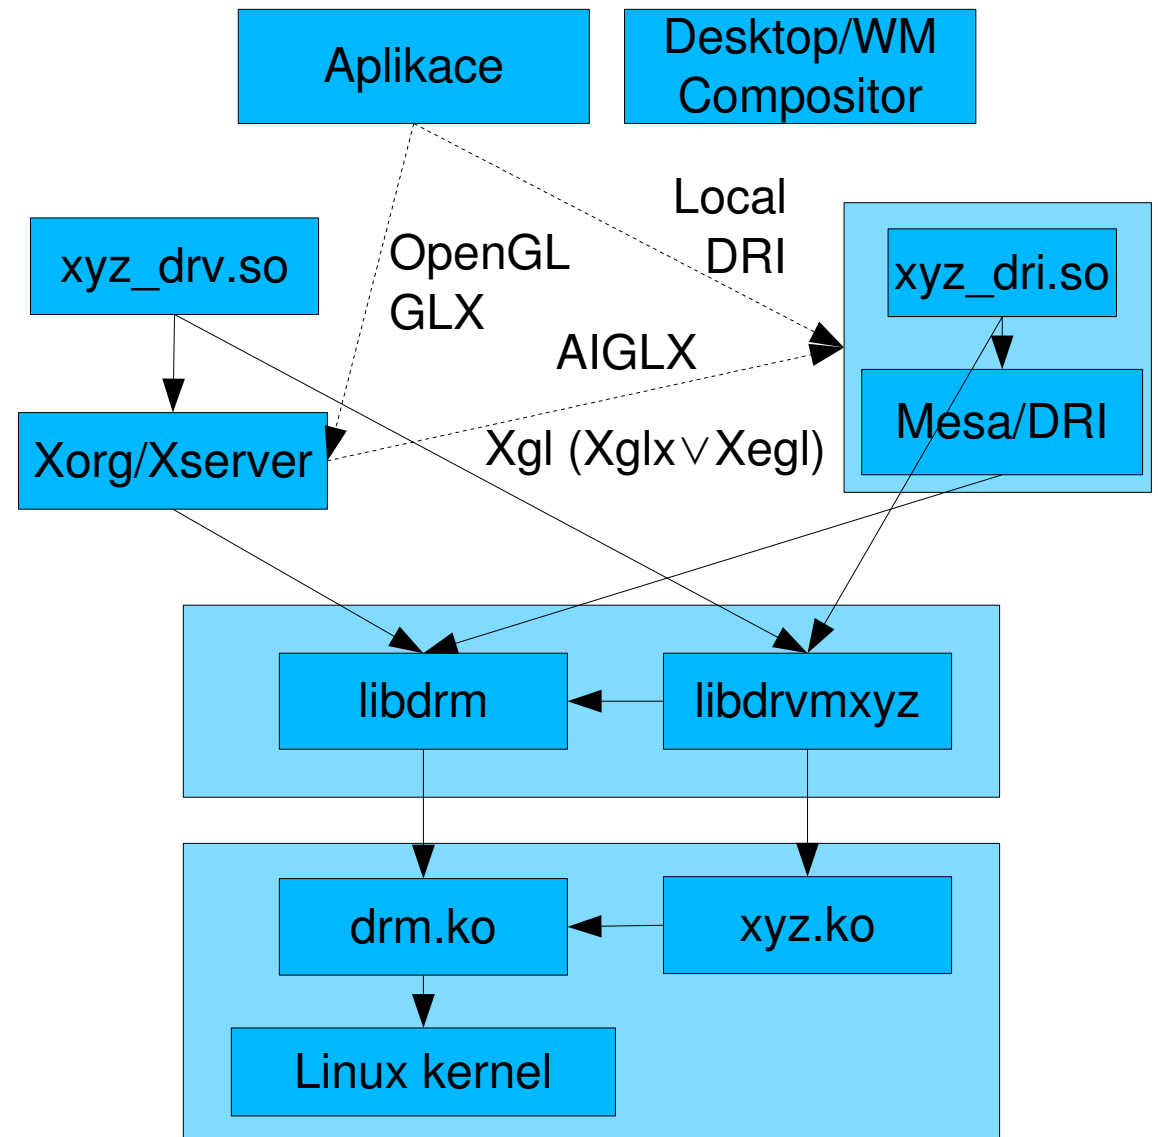 Aplikace
Desktop/WM
Compositor
Local
DRI
xyz_drv.so
OpenGL
GLX
xyz_dri.so
AIGLX
Mesa/DRI
Xorg/Xserver
Xgl (Xglx∨Xegl)
libdrm
libdrvmxyz
drm.ko
xyz.ko
Linux kernel